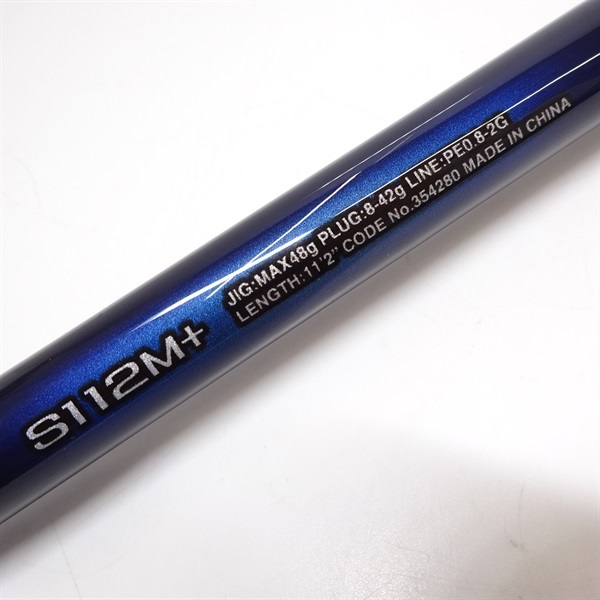 S112M+
JIG:MAX48g PLUG:8-42g LINE:PE0.8-2G
LENGTH:11'2" CODE No.354280 MADE IN CHINA